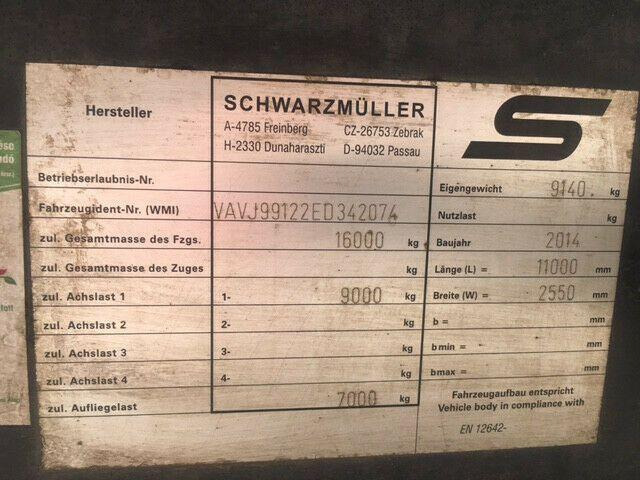 Hersteller
SCHWARZMÜLLER
A-4785 Freinberg CZ-26753 Zebrak
H-2330 Dunaharaszti D-94032 Passau
S
Betriebserlaubnis-Nr.
Eigengewicht 9140 kg
Fahrzeugident-Nr. (WMI) VAVJ99122ED342074
Nutzlast kg
zul. Gesamtmasse des Fzgs. 16000 kg
Baujahr 2014
zul. Gesamtmasse des Zuges kg
Länge (L) = 11000 mm
zul. Achslast 1 1- 9000 kg
Breite (W) = 2550 mm
zul. Achslast 2 2- kg
b = mm
zul. Achslast 3 3- kg
b min = mm
zul. Achslast 4 4- kg
b max = mm
zul. Aufliegelast 7000 kg
Fahrzeugaufbau entspricht
Vehicle body in compliance with
EN 12642-